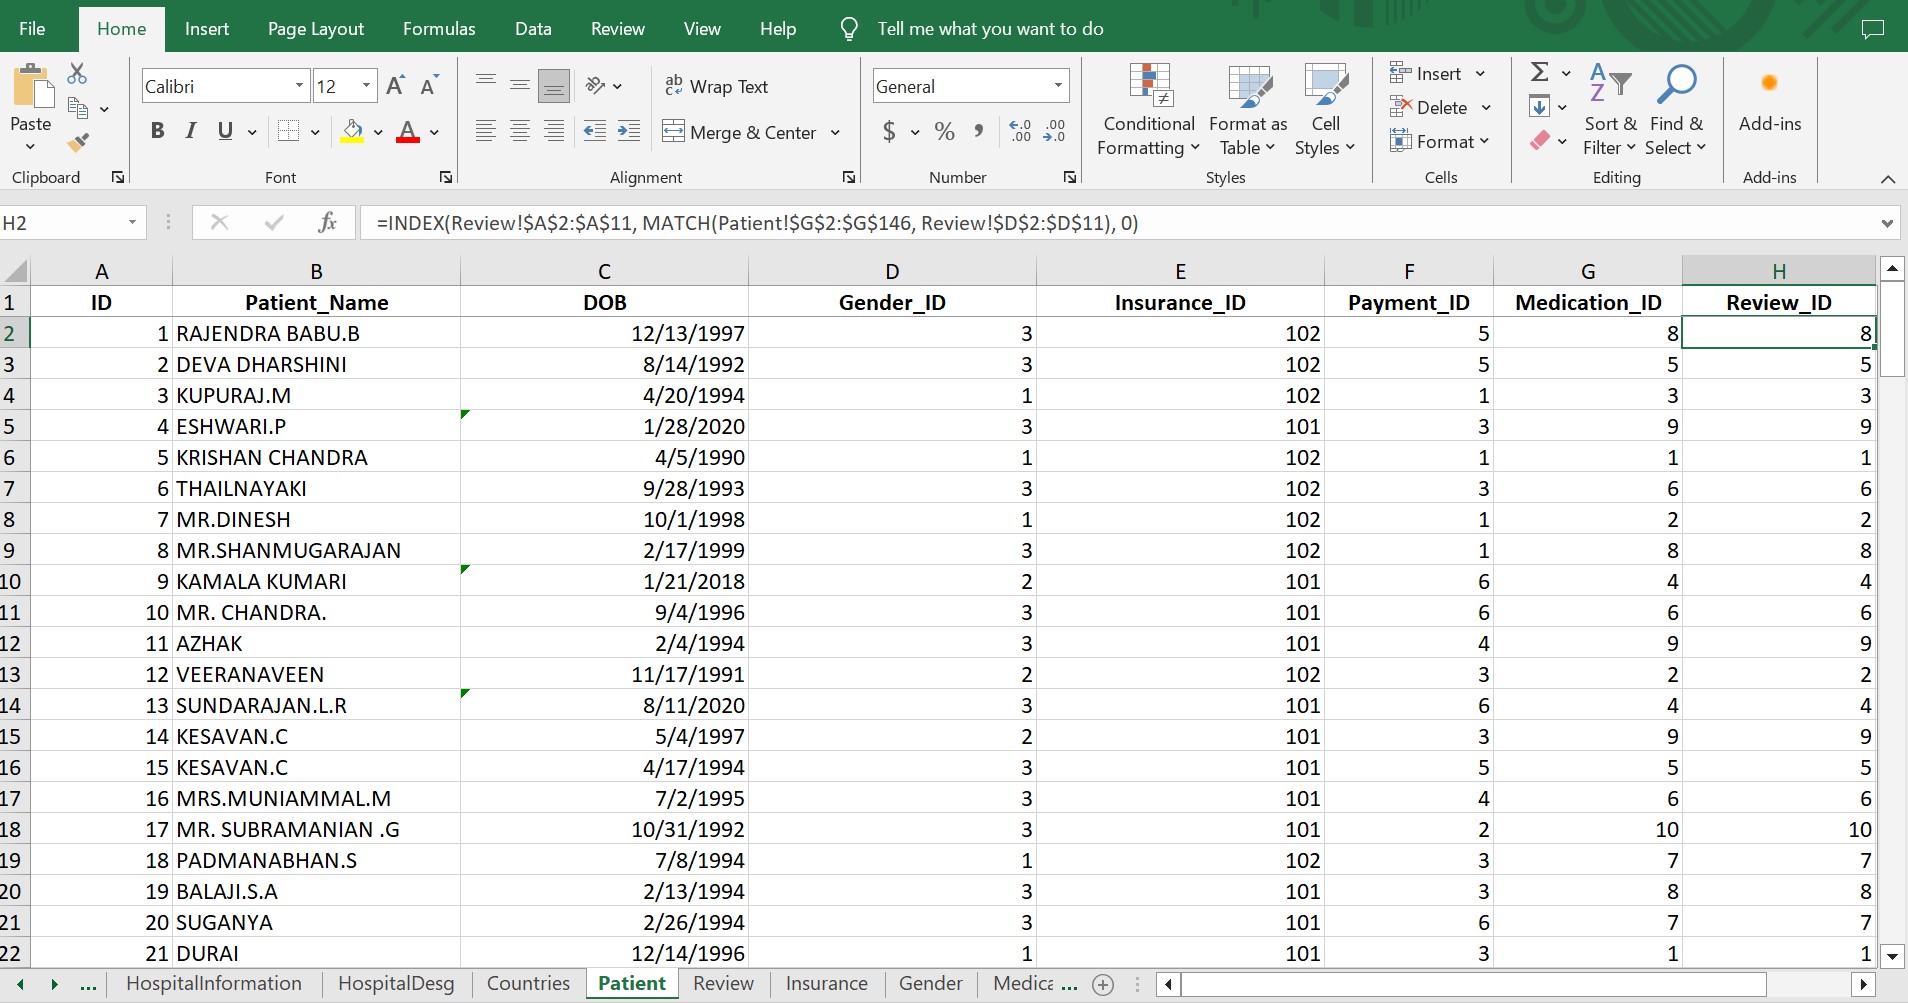 File Home Insert Page Layout Formulas Data Review View Help Tell me what you want to do
Calibri 12 A A ab Wrap Text General Insert
Paste B I U A Merge & Center $ % , .0 .00 .00 .0 Conditional Formatting Format as Table Cell Styles Delete Format Σ A Z Sort & Filter Find & Select Add-ins
Clipboard Font Alignment Number Styles Cells Editing Add-ins
H2 fx =INDEX(Review!$A$2:$A$11, MATCH(Patient!$G$2:$G$146, Review!$D$2:$D$11), 0)
A B C D E F G H
1 ID Patient_Name DOB Gender_ID Insurance_ID Payment_ID Medication_ID Review_ID
2 1 RAJENDRA BABU.B 12/13/1997 3 102 5 8 8
3 2 DEVA DHARSHINI 8/14/1992 3 102 5 5 5
4 3 KUPURAJ.M 4/20/1994 1 102 1 3 3
5 4 ESHWARI.P 1/28/2020 3 101 3 9 9
6 5 KRISHAN CHANDRA 4/5/1990 1 102 1 1 1
7 6 THAILNAYAKI 9/28/1993 3 102 3 6 6
8 7 MR.DINESH 10/1/1998 1 102 1 2 2
9 8 MR.SHANMUGARAJAN 2/17/1999 3 102 1 8 8
10 9 KAMALA KUMARI 1/21/2018 2 101 6 4 4
11 10 MR. CHANDRA. 9/4/1996 3 101 6 6 6
12 11 AZHAK 2/4/1994 3 101 4 9 9
13 12 VEERANAVEEN 11/17/1991 2 102 3 2 2
14 13 SUNDARAJAN.L.R 8/11/2020 3 101 6 4 4
15 14 KESAVAN.C 5/4/1997 2 101 3 9 9
16 15 KESAVAN.C 4/17/1994 3 101 5 5 5
17 16 MRS.MUNIAMMAL.M 7/2/1995 3 101 4 6 6
18 17 MR. SUBRAMANIAN .G 10/31/1992 3 101 2 10 10
19 18 PADMANABHAN.S 7/8/1994 1 102 3 7 7
20 19 BALAJI.S.A 2/13/1994 3 101 3 8 8
21 20 SUGANYA 2/26/1994 3 101 6 7 7
22 21 DURAI 12/14/1996 1 101 3 1 1
... HospitalInformation HospitalDesg Countries Patient Review Insurance Gender Medica ...